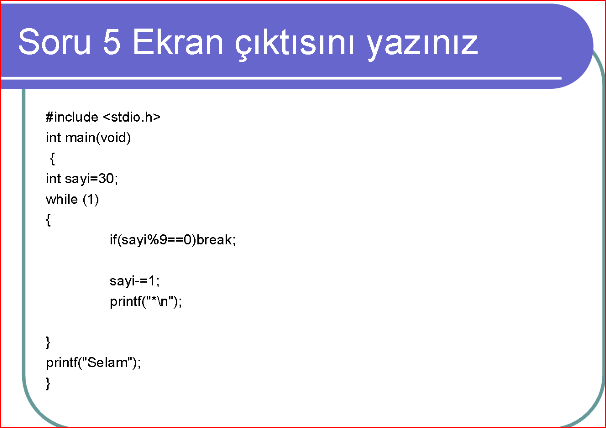 Soru 5 Ekran çıktısını yazınız
#include <stdio.h>
int main(void)
{
int sayi=30;
while (1)
{
if(sayi%9==0)break;
sayi-=1;
printf("*\n");
}
printf("Selam");
}